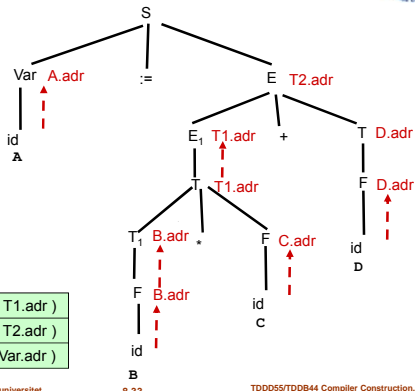 S
Var A.adr := E T2.adr
id
A
E1 T1.adr + T D.adr
T T1.adr F D.adr
T1 B.adr * F C.adr id
D
F B.adr id
C
id
B
T1.adr )
T2.adr )
Var.adr )
universitet TDDD55/TDDB44 Compiler Construction,